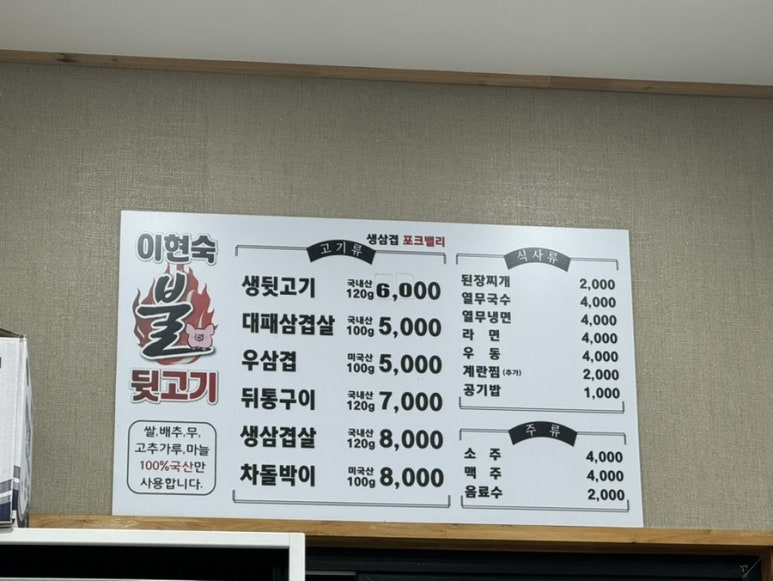 이현숙
불
뒷고기
쌀,배추,무,
고추가루,마늘
100%국산만
사용합니다.
생삼겹 포크밸리
고기류
생뒷고기 국내산 120g 6,000
대패삼겹살 국내산 100g 5,000
우삼겹 미국산 100g 5,000
뒤통구이 국내산 120g 7,000
생삼겹살 국내산 120g 8,000
차돌박이 미국산 100g 8,000
식사류
된장찌개 2,000
열무국수 4,000
열무냉면 4,000
라 면 4,000
우 동 4,000
계란찜 (추가) 2,000
공기밥 1,000
주류
소 주 4,000
맥 주 4,000
음료수 2,000